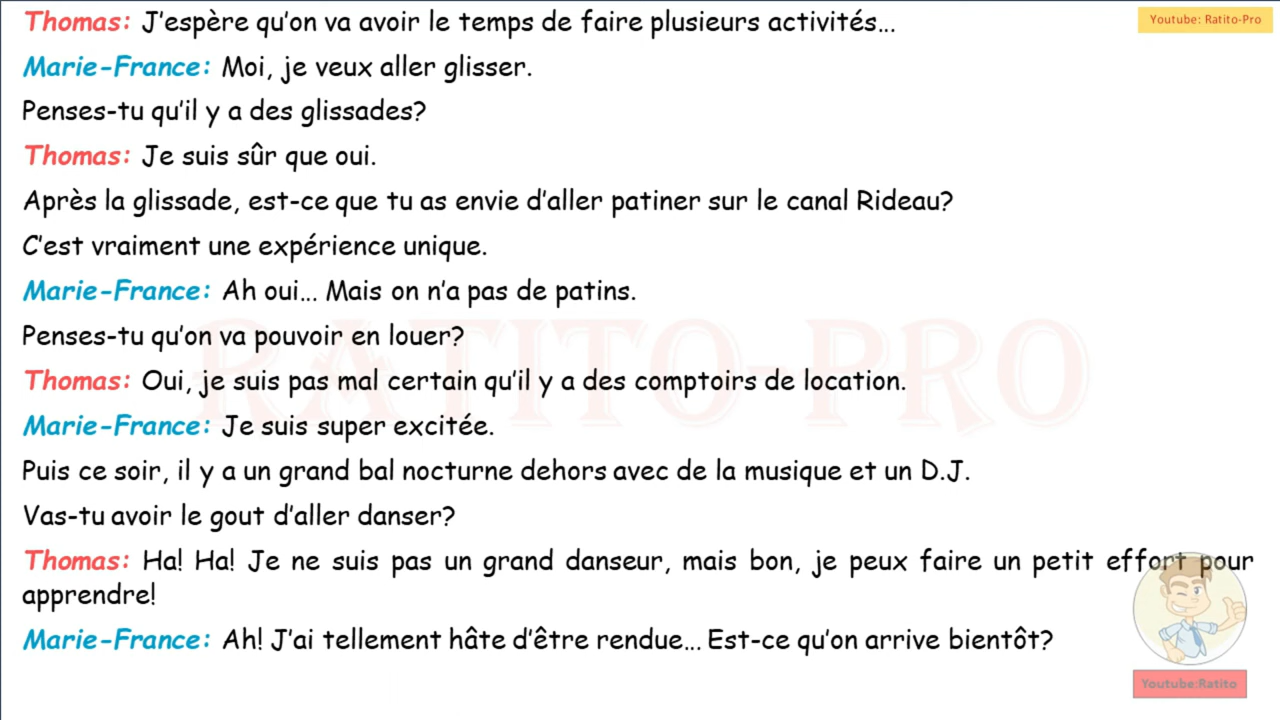 Thomas: J'espère qu'on va avoir le temps de faire plusieurs activités...
Youtube: Ratito-Pro
Marie-France: Moi, je veux aller glisser.
Penses-tu qu'il y a des glissades?
Thomas: Je suis sûr que oui.
Après la glissade, est-ce que tu as envie d'aller patiner sur le canal Rideau?
C'est vraiment une expérience unique.
Marie-France: Ah oui... Mais on n'a pas de patins.
Penses-tu qu'on va pouvoir en louer?
RATITO-PRO
Thomas: Oui, je suis pas mal certain qu'il y a des comptoirs de location.
Marie-France: Je suis super excitée.
Puis ce soir, il y a un grand bal nocturne dehors avec de la musique et un D.J.
Vas-tu avoir le gout d'aller danser?
Thomas: Ha! Ha! Je ne suis pas un grand danseur, mais bon, je peux faire un petit effort pour
apprendre!
Marie-France: Ah! J'ai tellement hâte d'être rendue... Est-ce qu'on arrive bientôt?
Youtube:Ratito